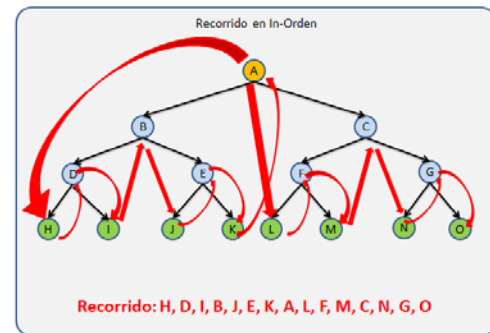 Recorrido en In-Orden
A
B
C
D
E
F
G
H
I
J
K
L
M
N
O
Recorrido: H, D, I, B, J, E, K, A, L, F, M, C, N, G, O